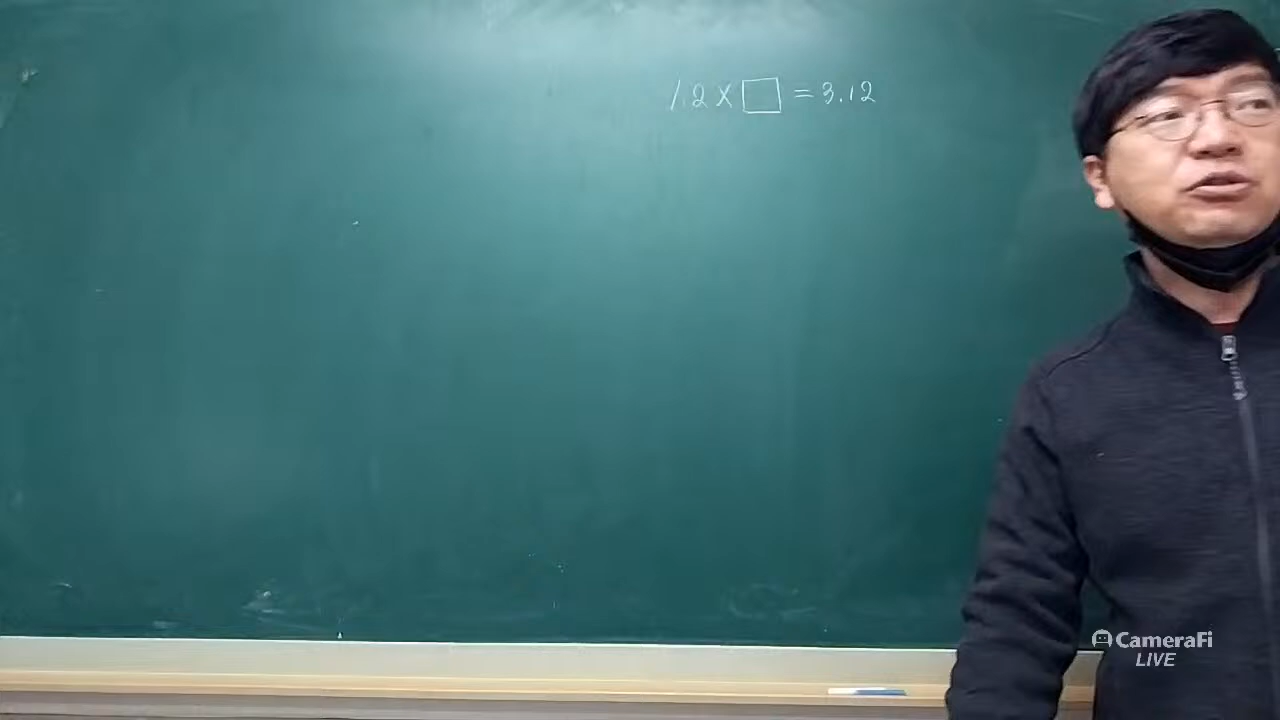 1.2 × □ = 3.12
CameraFi
LIVE